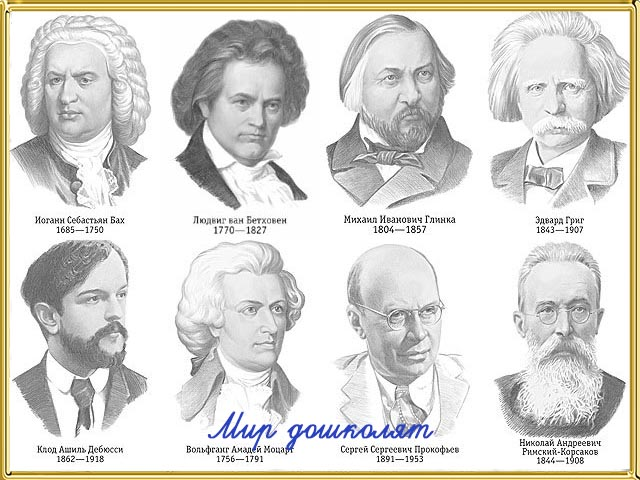 Иоганн Себастьян Бах
1685—1750
Людвиг ван Бетховен
1770—1827
Михаил Иванович Глинка
1804—1857
Эдвард Григ
1843—1907
Клод Ашиль Дебюсси
1862—1918
Вольфганг Амадей Моцарт
1756—1791
Сергей Сергеевич Прокофьев
1891—1953
Николай Андреевич
Римский-Корсаков
1844—1908
Мир дошколят